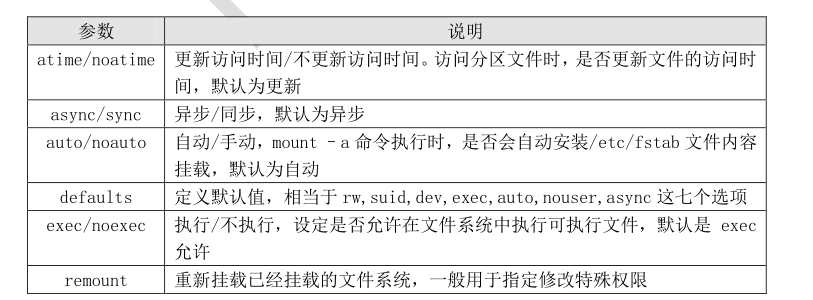 参数 说明
atime/noatime 更新访问时间/不更新访问时间。访问分区文件时，是否更新文件的访问时
间，默认为更新
async/sync 异步/同步，默认为异步
auto/noauto 自动/手动，mount –a 命令执行时，是否会自动安装/etc/fstab 文件内容
挂载，默认为自动
defaults 定义默认值，相当于 rw,suid,dev,exec,auto,nouser,async 这七个选项
exec/noexec 执行/不执行，设定是否允许在文件系统中执行可执行文件，默认是 exec
允许
remount 重新挂载已经挂载的文件系统，一般用于指定修改特殊权限